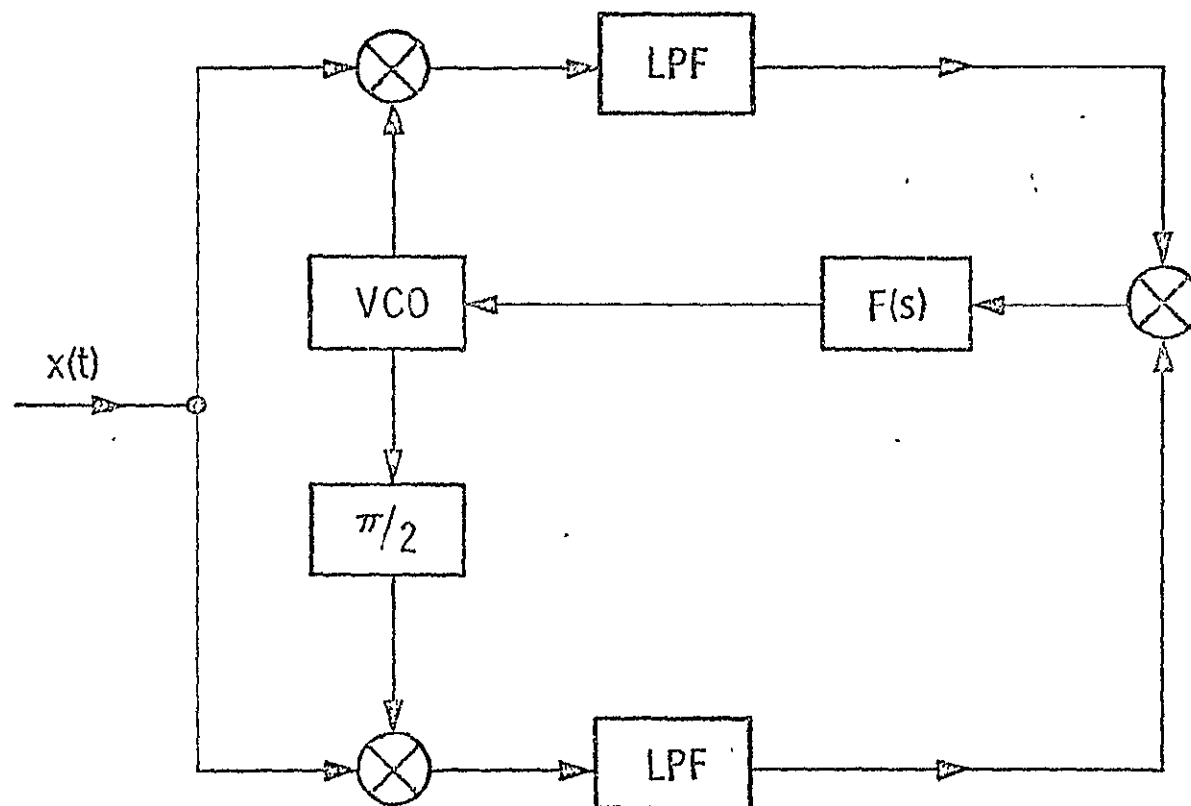 LPF
VCO
F(s)
x(t)
π/2
LPF